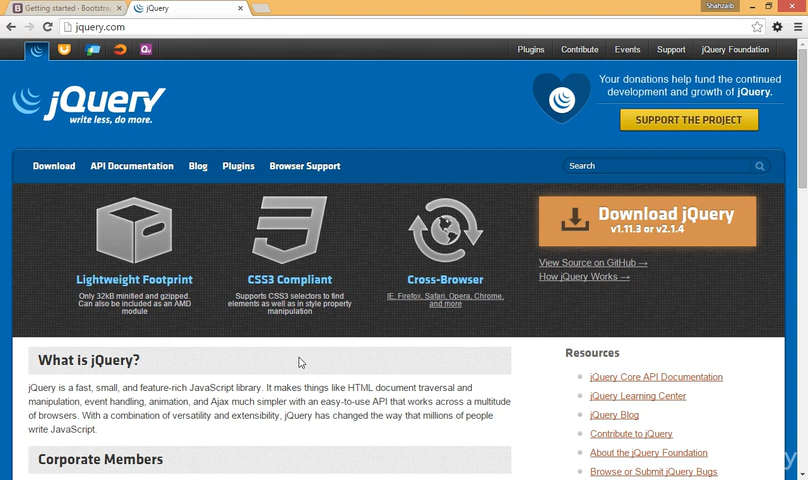 Getting started - Bootstrap
jQuery
Shahzaib
jquery.com
Plugins
Contribute
Events
Support
jQuery Foundation
jQuery
write less, do more.
Your donations help fund the continued
development and growth of jQuery.
SUPPORT THE PROJECT
Download
API Documentation
Blog
Plugins
Browser Support
Search
Lightweight Footprint
Only 32kB minified and gzipped.
Can also be included as an AMD
module
CSS3 Compliant
Supports CSS3 selectors to find
elements as well as in style property
manipulation
Cross-Browser
IE, Firefox, Safari, Opera, Chrome,
and more
Download jQuery
v1.11.3 or v2.1.4
View Source on GitHub →
How jQuery Works →
What is jQuery?
jQuery is a fast, small, and feature-rich JavaScript library. It makes things like HTML document traversal and
manipulation, event handling, animation, and Ajax much simpler with an easy-to-use API that works across a multitude
of browsers. With a combination of versatility and extensibility, jQuery has changed the way that millions of people
write JavaScript.
Corporate Members
Resources
jQuery Core API Documentation
jQuery Learning Center
jQuery Blog
Contribute to jQuery
About the jQuery Foundation
Browse or Submit jQuery Bugs